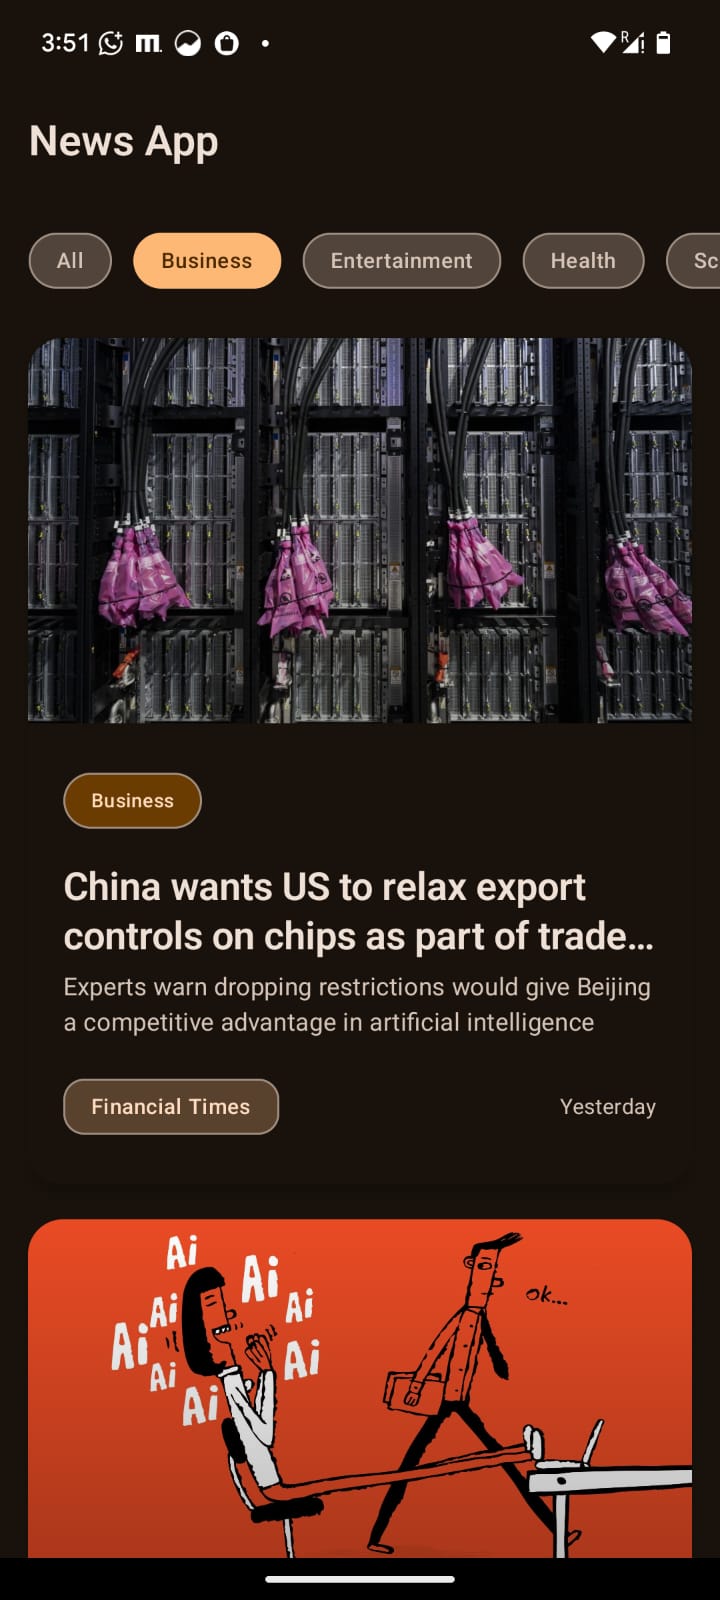 3:51
R
News App
All Business Entertainment Health Sc
Business
China wants US to relax export
controls on chips as part of trade...
Experts warn dropping restrictions would give Beijing
a competitive advantage in artificial intelligence
Financial Times Yesterday
Ai
Ai
Ai
Ai
Ai
Ai
Ai
Ai
ok...